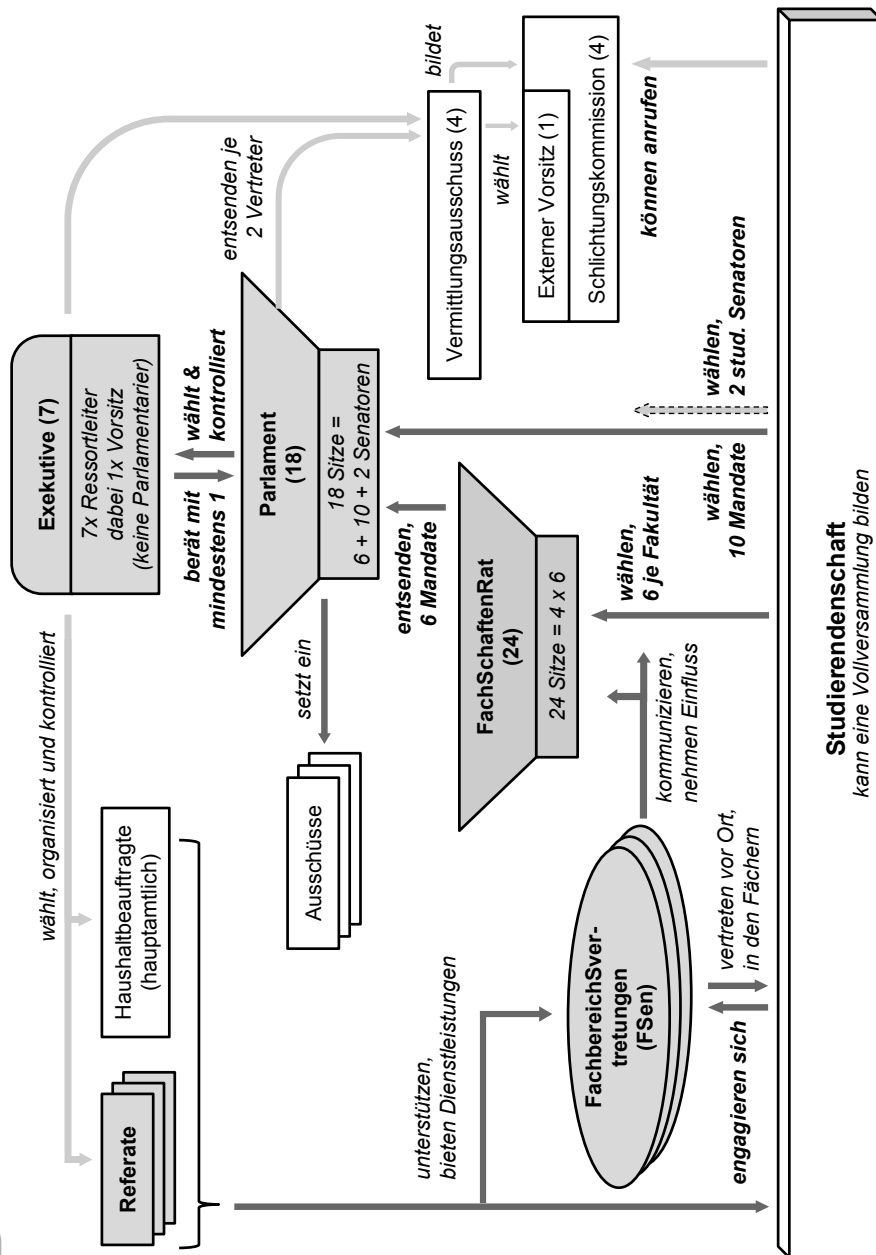 wählt, organisiert und kontrolliert
Exekutive (7)
7x Ressortleiter
dabei 1x Vorsitz
(keine Parlamentarier)
Referate
Haushaltbeauftragte
(hauptamtlich)
berät mit
mindestens 1
wählt &
kontrolliert
entsenden je
2 Vertreter
setzt ein
Ausschüsse
Parlament
(18)
18 Sitze =
6 + 10 + 2 Senatoren
Vermittlungsausschuss (4)
bildet
wählt
Externer Vorsitz (1)
Schlichtungskommission (4)
können anrufen
unterstützen,
bieten Dienstleistungen
entsenden,
6 Mandate
FachSchaftenRat
(24)
24 Sitze = 4 x 6
FachbereichSver-
tretungen
(FSen)
kommunizieren,
nehmen Einfluss
wählen,
6 je Fakultät
wählen,
10 Mandate
wählen,
2 stud. Senatoren
engagieren sich
vertreten vor Ort,
in den Fächern
Studierendenschaft
kann eine Vollversammlung bilden